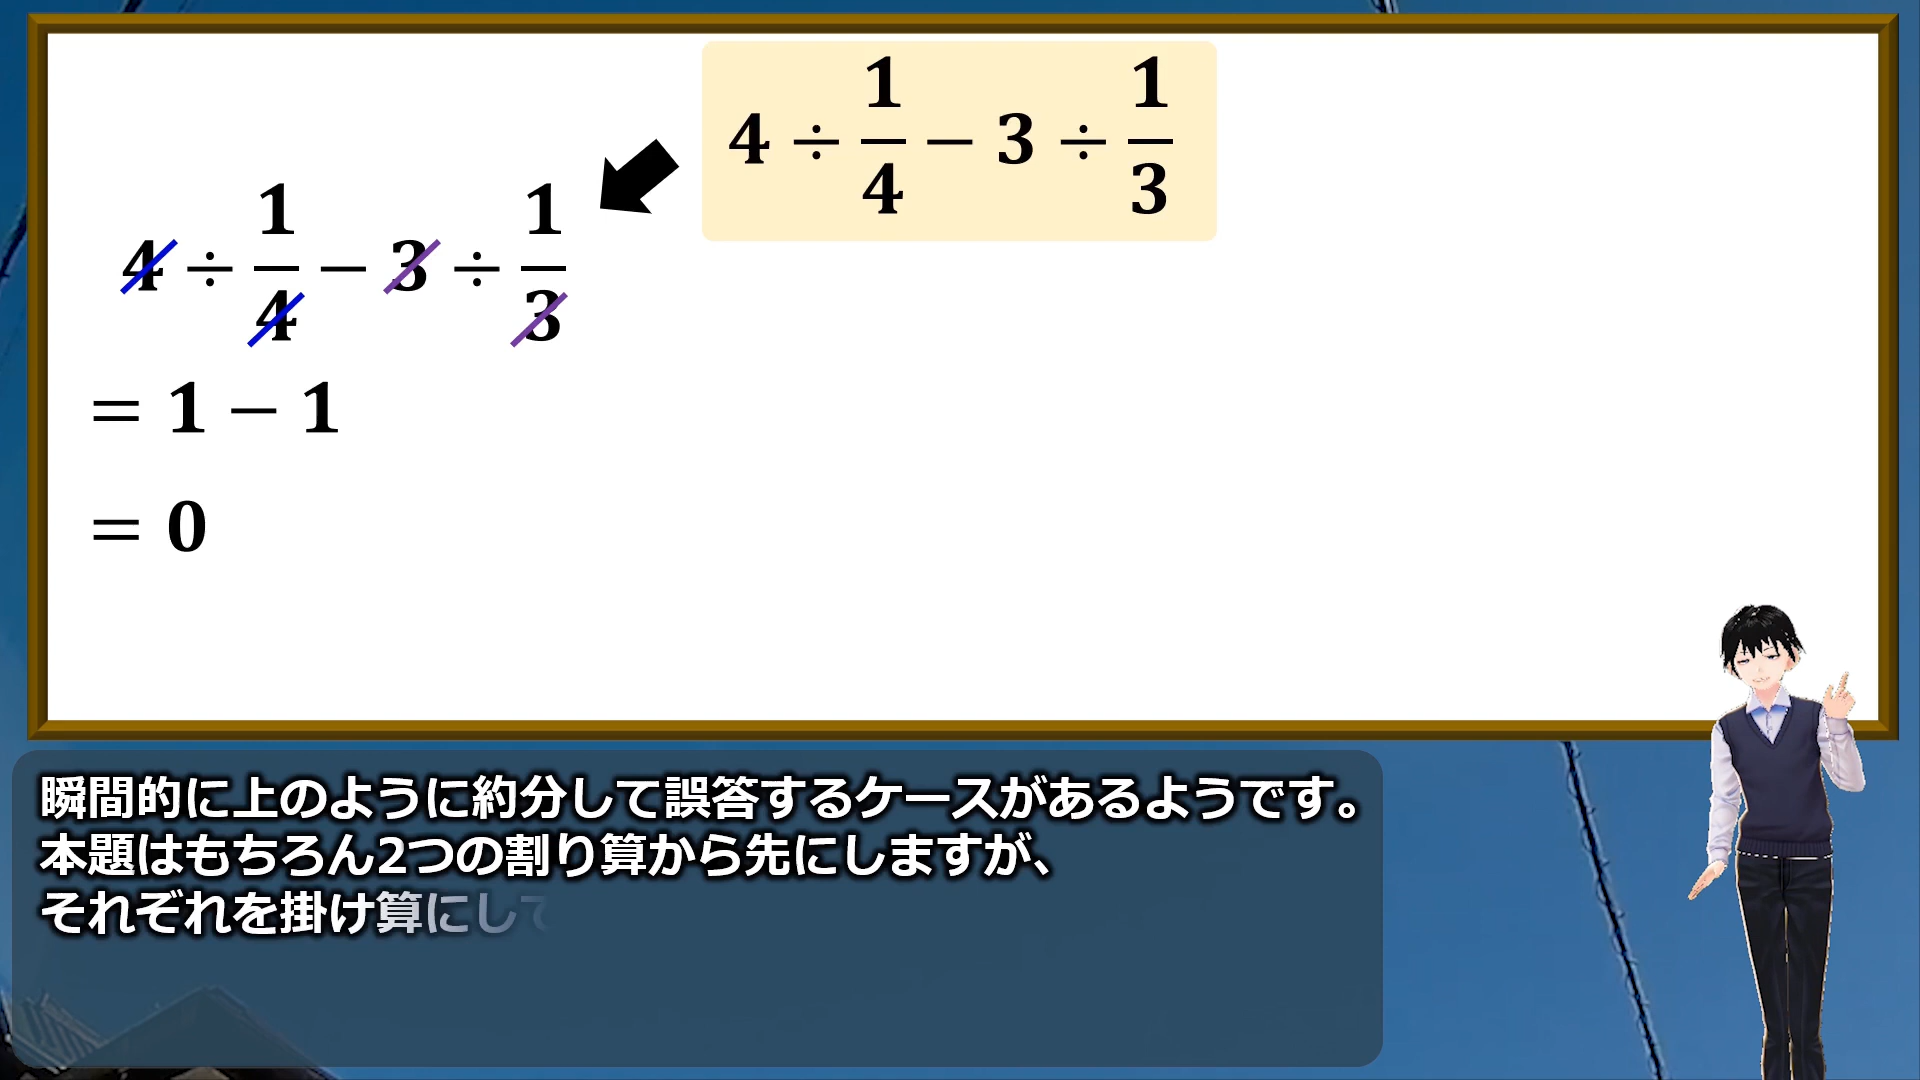 4 ÷ 1/4 − 3 ÷ 1/3
4 ÷ 1/4 − 3 ÷ 1/3
= 1 − 1
= 0
瞬間的に上のように約分して誤答するケースがあるようです。
本題はもちろん2つの割り算から先にしますが、
それぞれを掛け算にして